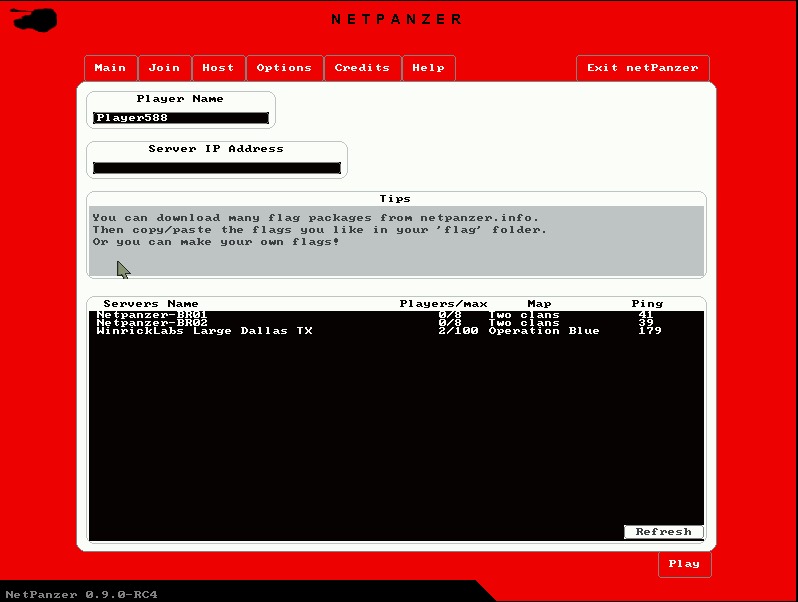 NETPANZER
Main Join Host Options Credits Help Exit netPanzer
Player Name
Player588
Server IP Address
Tips
You can download many flag packages from netpanzer.info.
Then copy/paste the flags you like in your 'flag' folder.
Or you can make your own flags!
Servers Name Players/max Map Ping
Netpanzer-BR01 0/8 Two clans 41
Netpanzer-BR02 0/8 Two clans 39
WinrickLabs Large Dallas TX 2/100 Operation Blue 179
Refresh
Play
NetPanzer 0.9.0-RC4